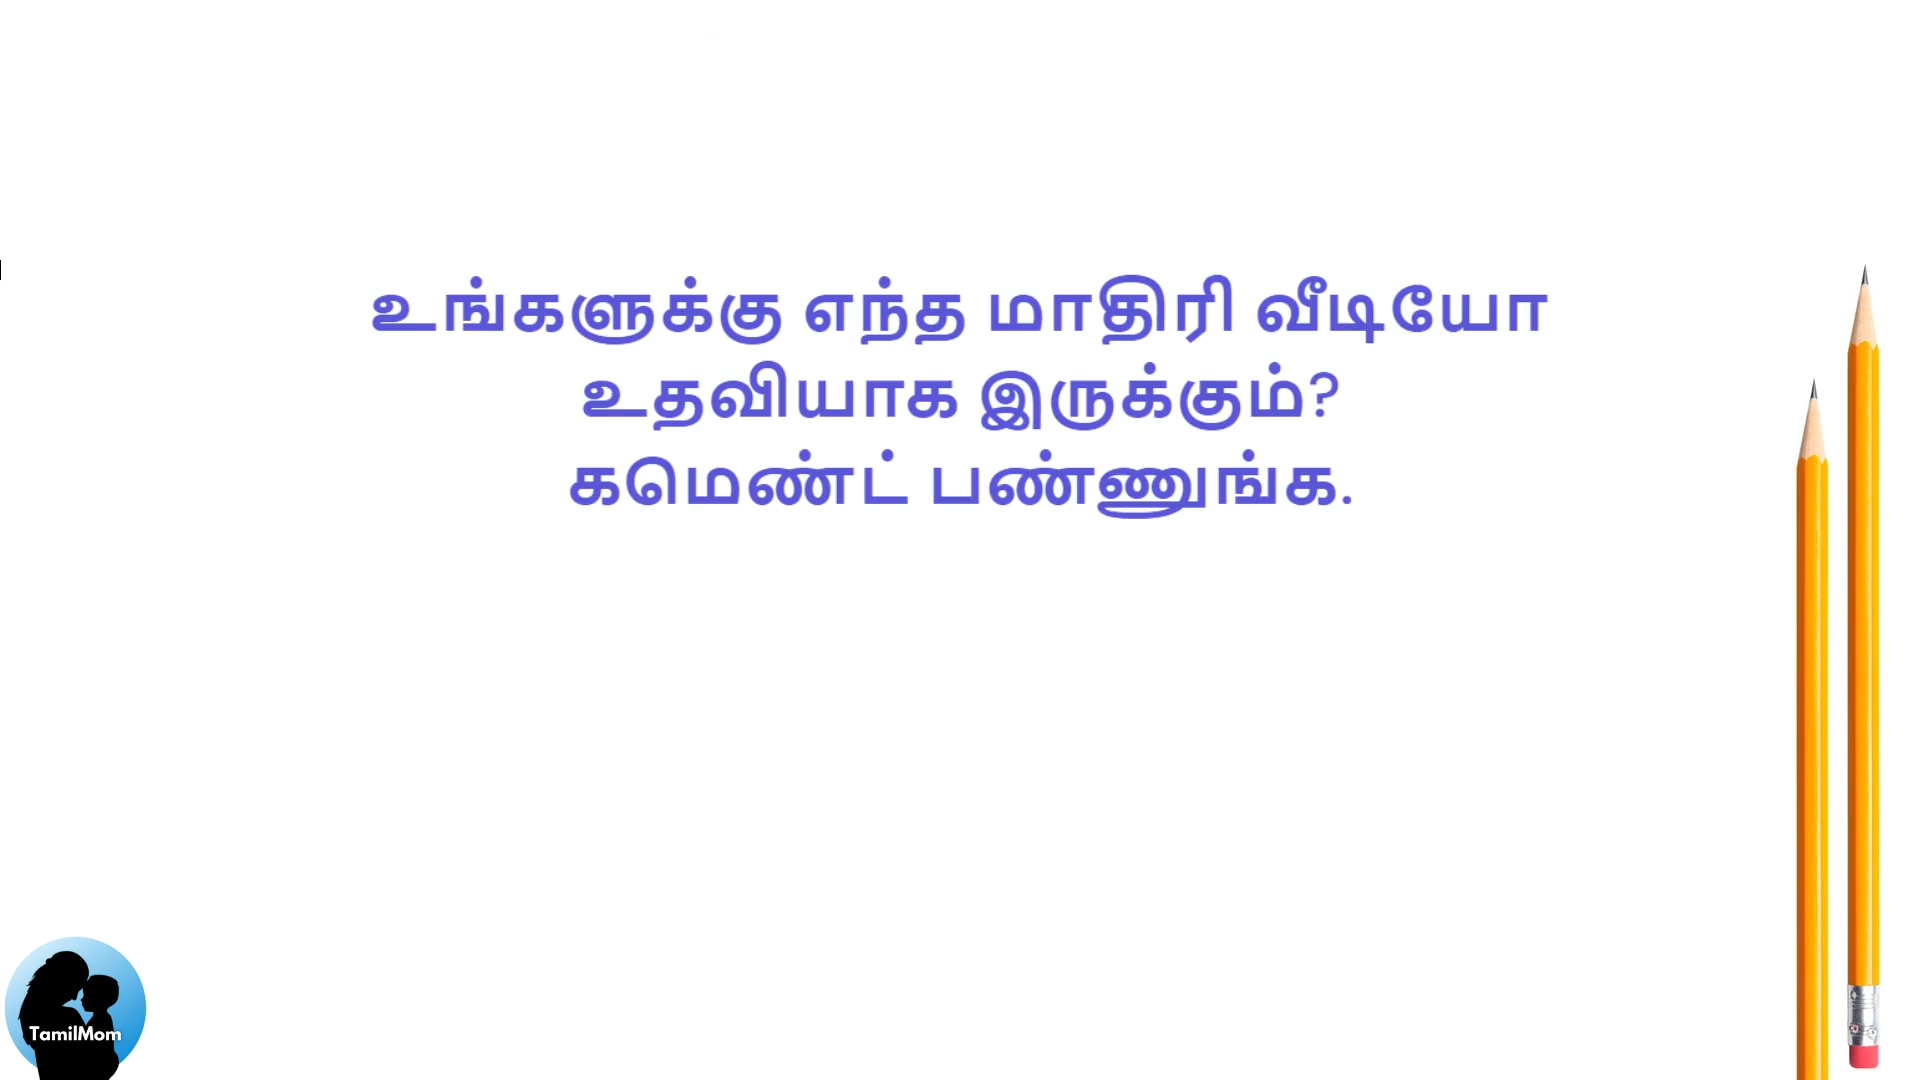 உங்களுக்கு எந்த மாதிரி வீடியோ
உதவியாக இருக்கும்?
கமெண்ட் பண்ணுங்க.
TamilMom